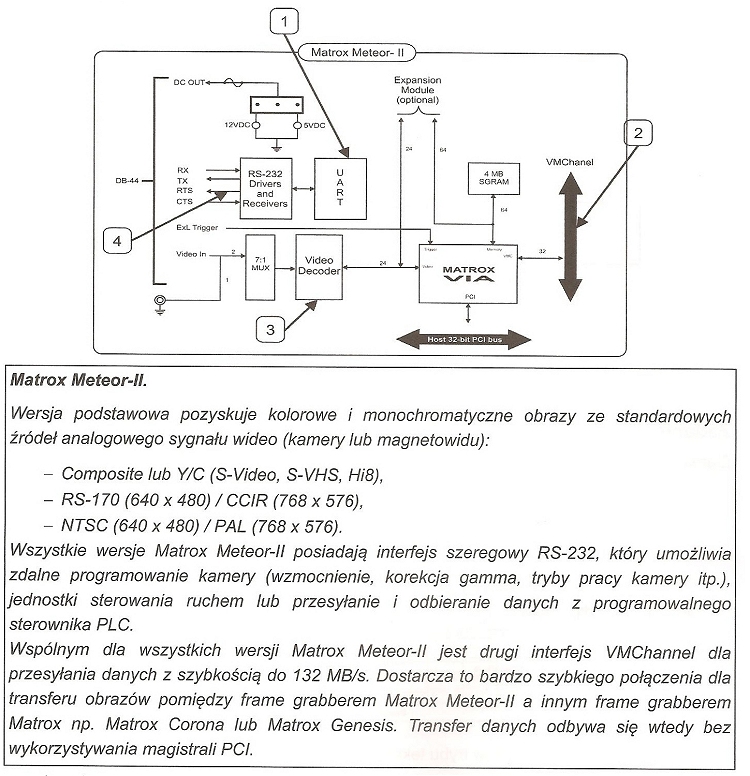 1
Matrox Meteor- II
DC OUT
Expansion
Module
(optional)
12VDC
5VDC
2
VMChanel
24
64
DB-44
RX
TX
RTS
CTS
RS-232
Drivers
and
Receivers
U
A
R
T
4 MB
SGRAM
64
4
ExL Trigger
Video In
2
1
7:1
MUX
Video
Decoder
24
Trigger
Memory
VMC
Video
MATROX
VIA
PCI
32
3
Host 32-bit PCI bus
Matrox Meteor-II.
Wersja podstawowa pozyskuje kolorowe i monochromatyczne obrazy ze standardowych
źródeł analogowego sygnału wideo (kamery lub magnetowidu):
– Composite lub Y/C (S-Video, S-VHS, Hi8),
– RS-170 (640 x 480) / CCIR (768 x 576),
– NTSC (640 x 480) / PAL (768 x 576).
Wszystkie wersje Matrox Meteor-II posiadają interfejs szeregowy RS-232, który umożliwia
zdalne programowanie kamery (wzmocnienie, korekcja gamma, tryby pracy kamery itp.),
jednostki sterowania ruchem lub przesyłanie i odbieranie danych z programowalnego
sterownika PLC.
Wspólnym dla wszystkich wersji Matrox Meteor-II jest drugi interfejs VMChannel dla
przesyłania danych z szybkością do 132 MB/s. Dostarcza to bardzo szybkiego połączenia dla
transferu obrazów pomiędzy frame grabberem Matrox Meteor-II a innym frame grabberem
Matrox np. Matrox Corona lub Matrox Genesis. Transfer danych odbywa się wtedy bez
wykorzystywania magistrali PCI.